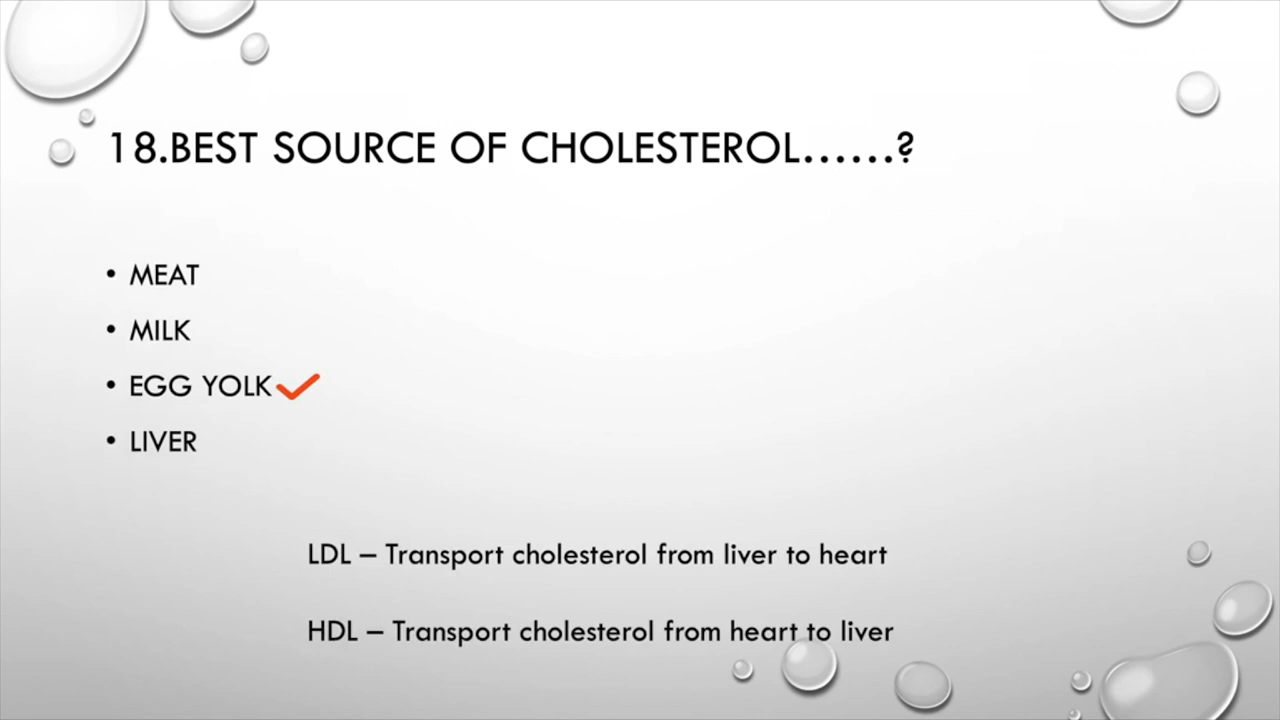 18.BEST SOURCE OF CHOLESTEROL......?
• MEAT
• MILK
• EGG YOLK
• LIVER
LDL – Transport cholesterol from liver to heart
HDL – Transport cholesterol from heart to liver